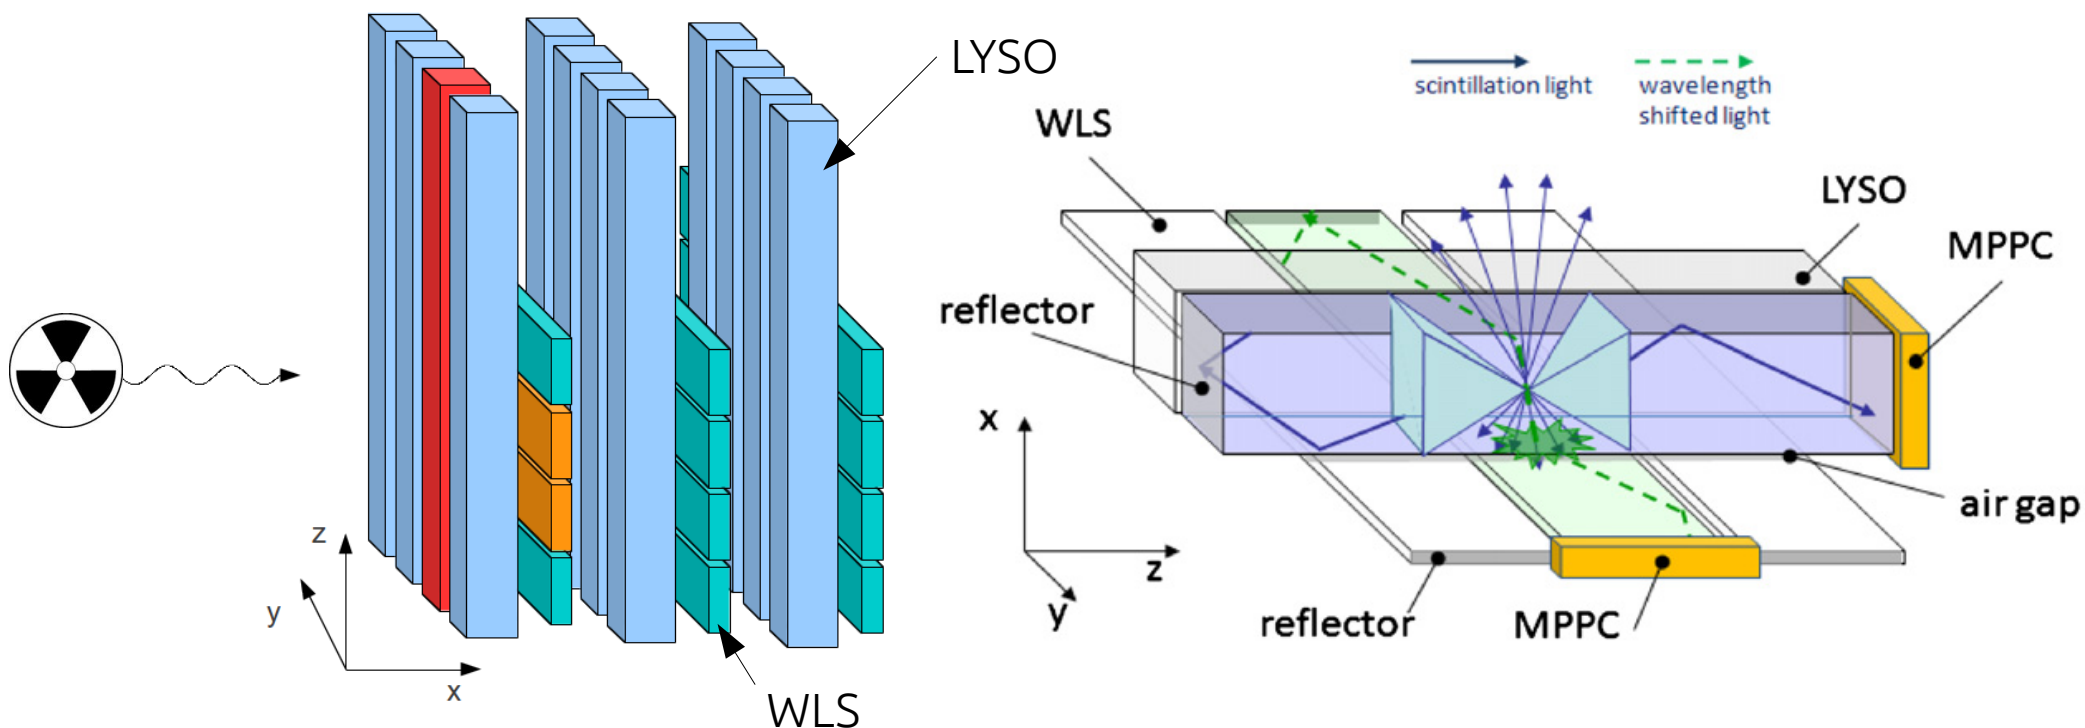 LYSO
z
y
x
WLS
scintillation light
wavelength
shifted light
WLS
LYSO
MPPC
reflector
x
z
y
air gap
reflector
MPPC